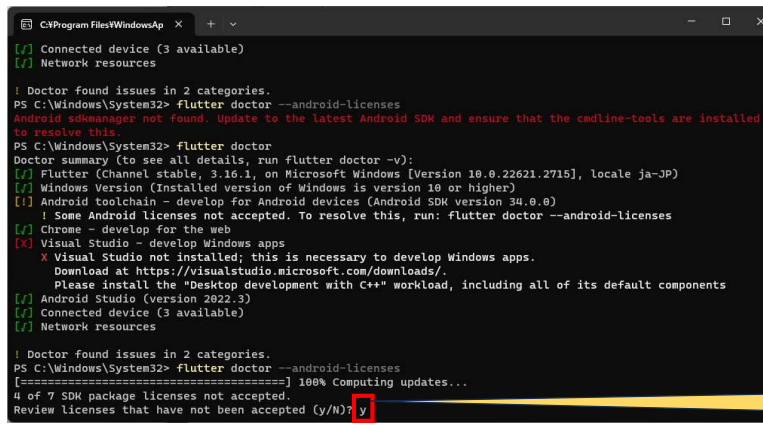 C:¥Program Files¥WindowsAp
[√] Connected device (3 available)
[√] Network resources
! Doctor found issues in 2 categories.
PS C:\Windows\System32> flutter doctor --android-licenses
Android sdkmanager not found. Update to the latest Android SDK and ensure that the cmdline-tools are installed
to resolve this.
PS C:\Windows\System32> flutter doctor
Doctor summary (to see all details, run flutter doctor -v):
[√] Flutter (Channel stable, 3.16.1, on Microsoft Windows [Version 10.0.22621.2715], locale ja-JP)
[√] Windows Version (Installed version of Windows is version 10 or higher)
[!] Android toolchain - develop for Android devices (Android SDK version 34.0.0)
! Some Android licenses not accepted. To resolve this, run: flutter doctor --android-licenses
[√] Chrome - develop for the web
[X] Visual Studio - develop Windows apps
X Visual Studio not installed; this is necessary to develop Windows apps.
Download at https://visualstudio.microsoft.com/downloads/.
Please install the "Desktop development with C++" workload, including all of its default components
[√] Android Studio (version 2022.3)
[√] Connected device (3 available)
[√] Network resources
! Doctor found issues in 2 categories.
PS C:\Windows\System32> flutter doctor --android-licenses
[=======================================] 100% Computing updates...
4 of 7 SDK package licenses not accepted.
Review licenses that have not been accepted (y/N)? y